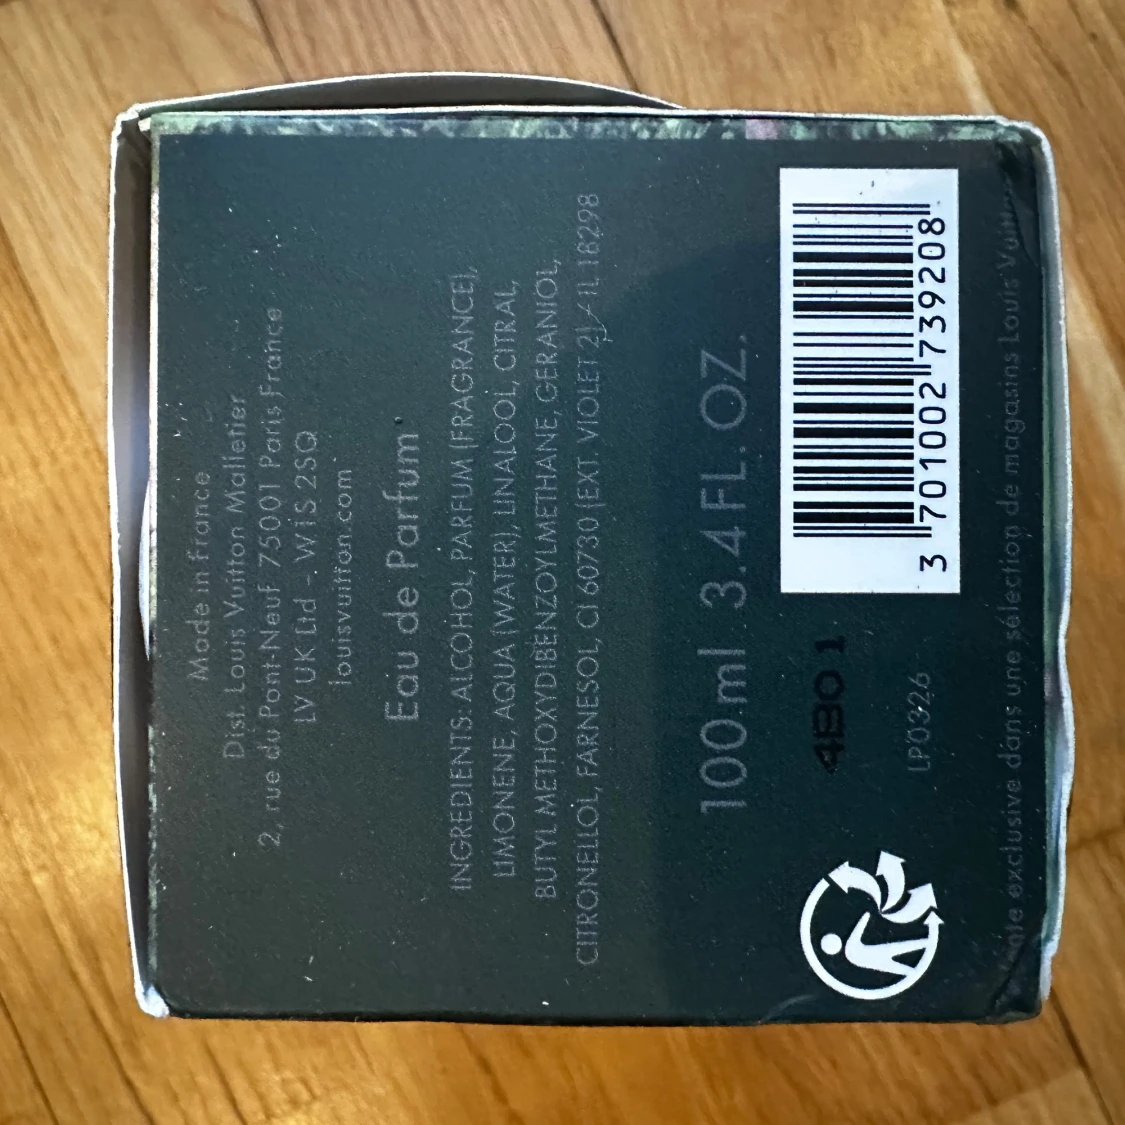 Made in France
Dist. Louis Vuitton Malletier
2, rue du Pont-Neuf 75001 Paris France
LV UK Ltd - W1S 2SQ
louisvuitton.com
Eau de Parfum
INGREDIENTS: ALCOHOL, PARFUM (FRAGRANCE),
LIMONENE, AQUA (WATER), LINALOOL, CITRAL,
BUTYL METHOXYDIBENZOYLMETHANE, GERANIOL,
CITRONELLOL, FARNESOL, CI 60730 (EXT. VIOLET 2) / IL 18298
100 ml 3.4 FL. OZ.
3 701002 739208
4B01
LP0326
Vente exclusive dans une sélection de magasins Louis Vuitton